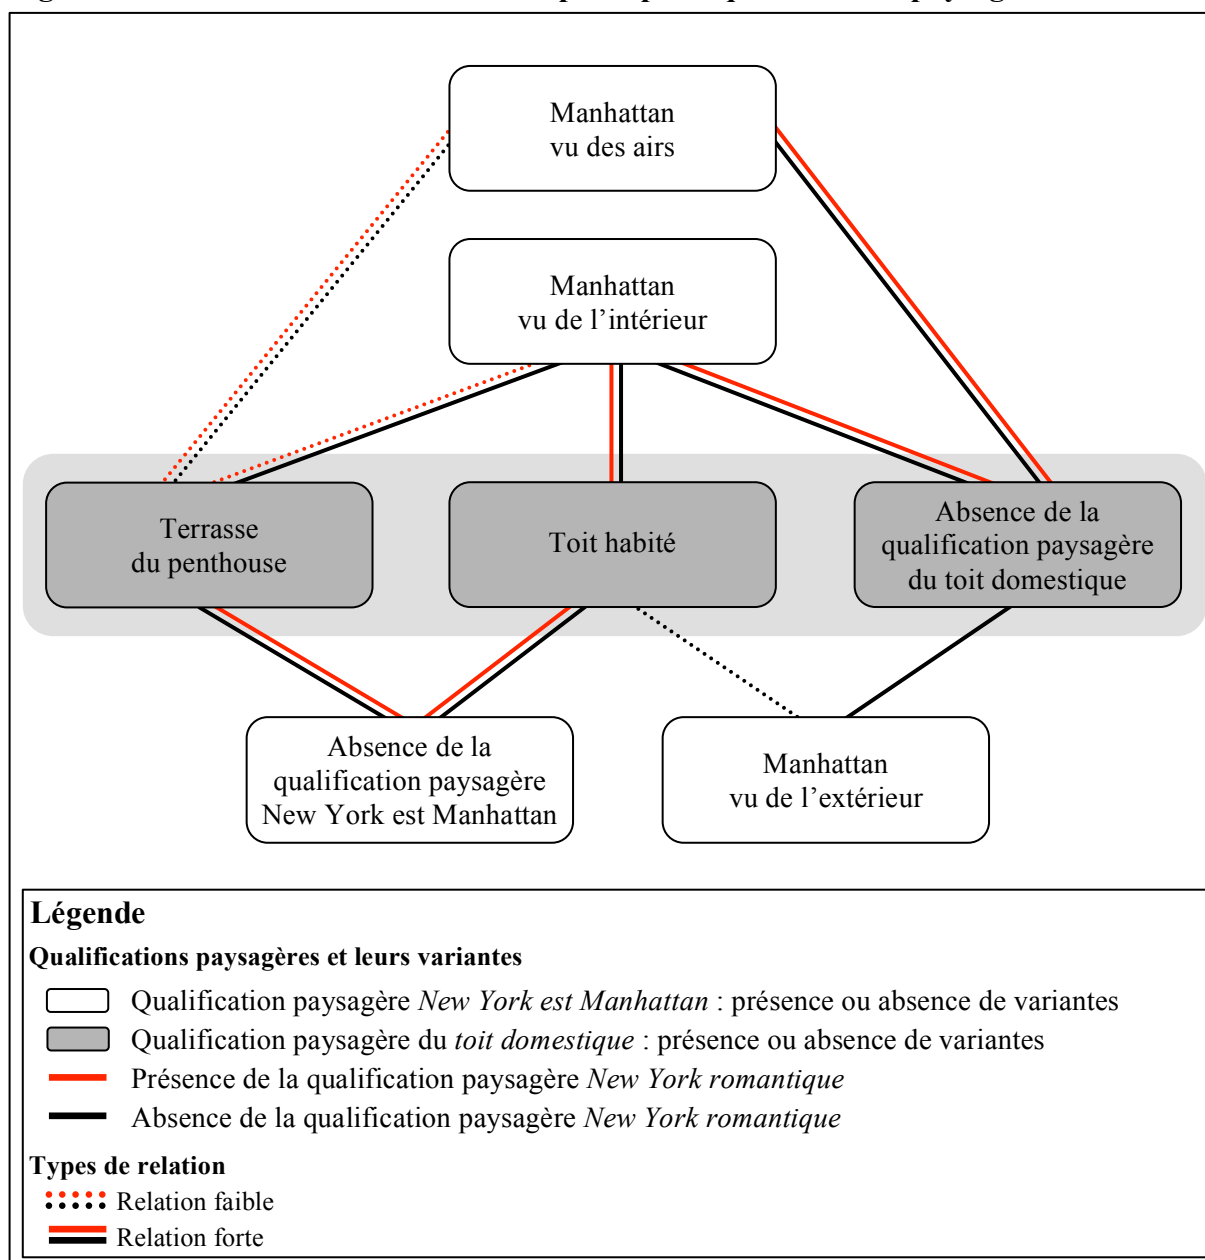 Manhattan
vu des airs
Manhattan
vu de l’intérieur
Terrasse
du penthouse
Toit habité
Absence de la
qualification paysagère
du toit domestique
Absence de la
qualification paysagère
New York est Manhattan
Manhattan
vu de l’extérieur
Légende
Qualifications paysagères et leurs variantes
Qualification paysagère New York est Manhattan : présence ou absence de variantes
Qualification paysagère du toit domestique : présence ou absence de variantes
Présence de la qualification paysagère New York romantique
Absence de la qualification paysagère New York romantique
Types de relation
Relation faible
Relation forte